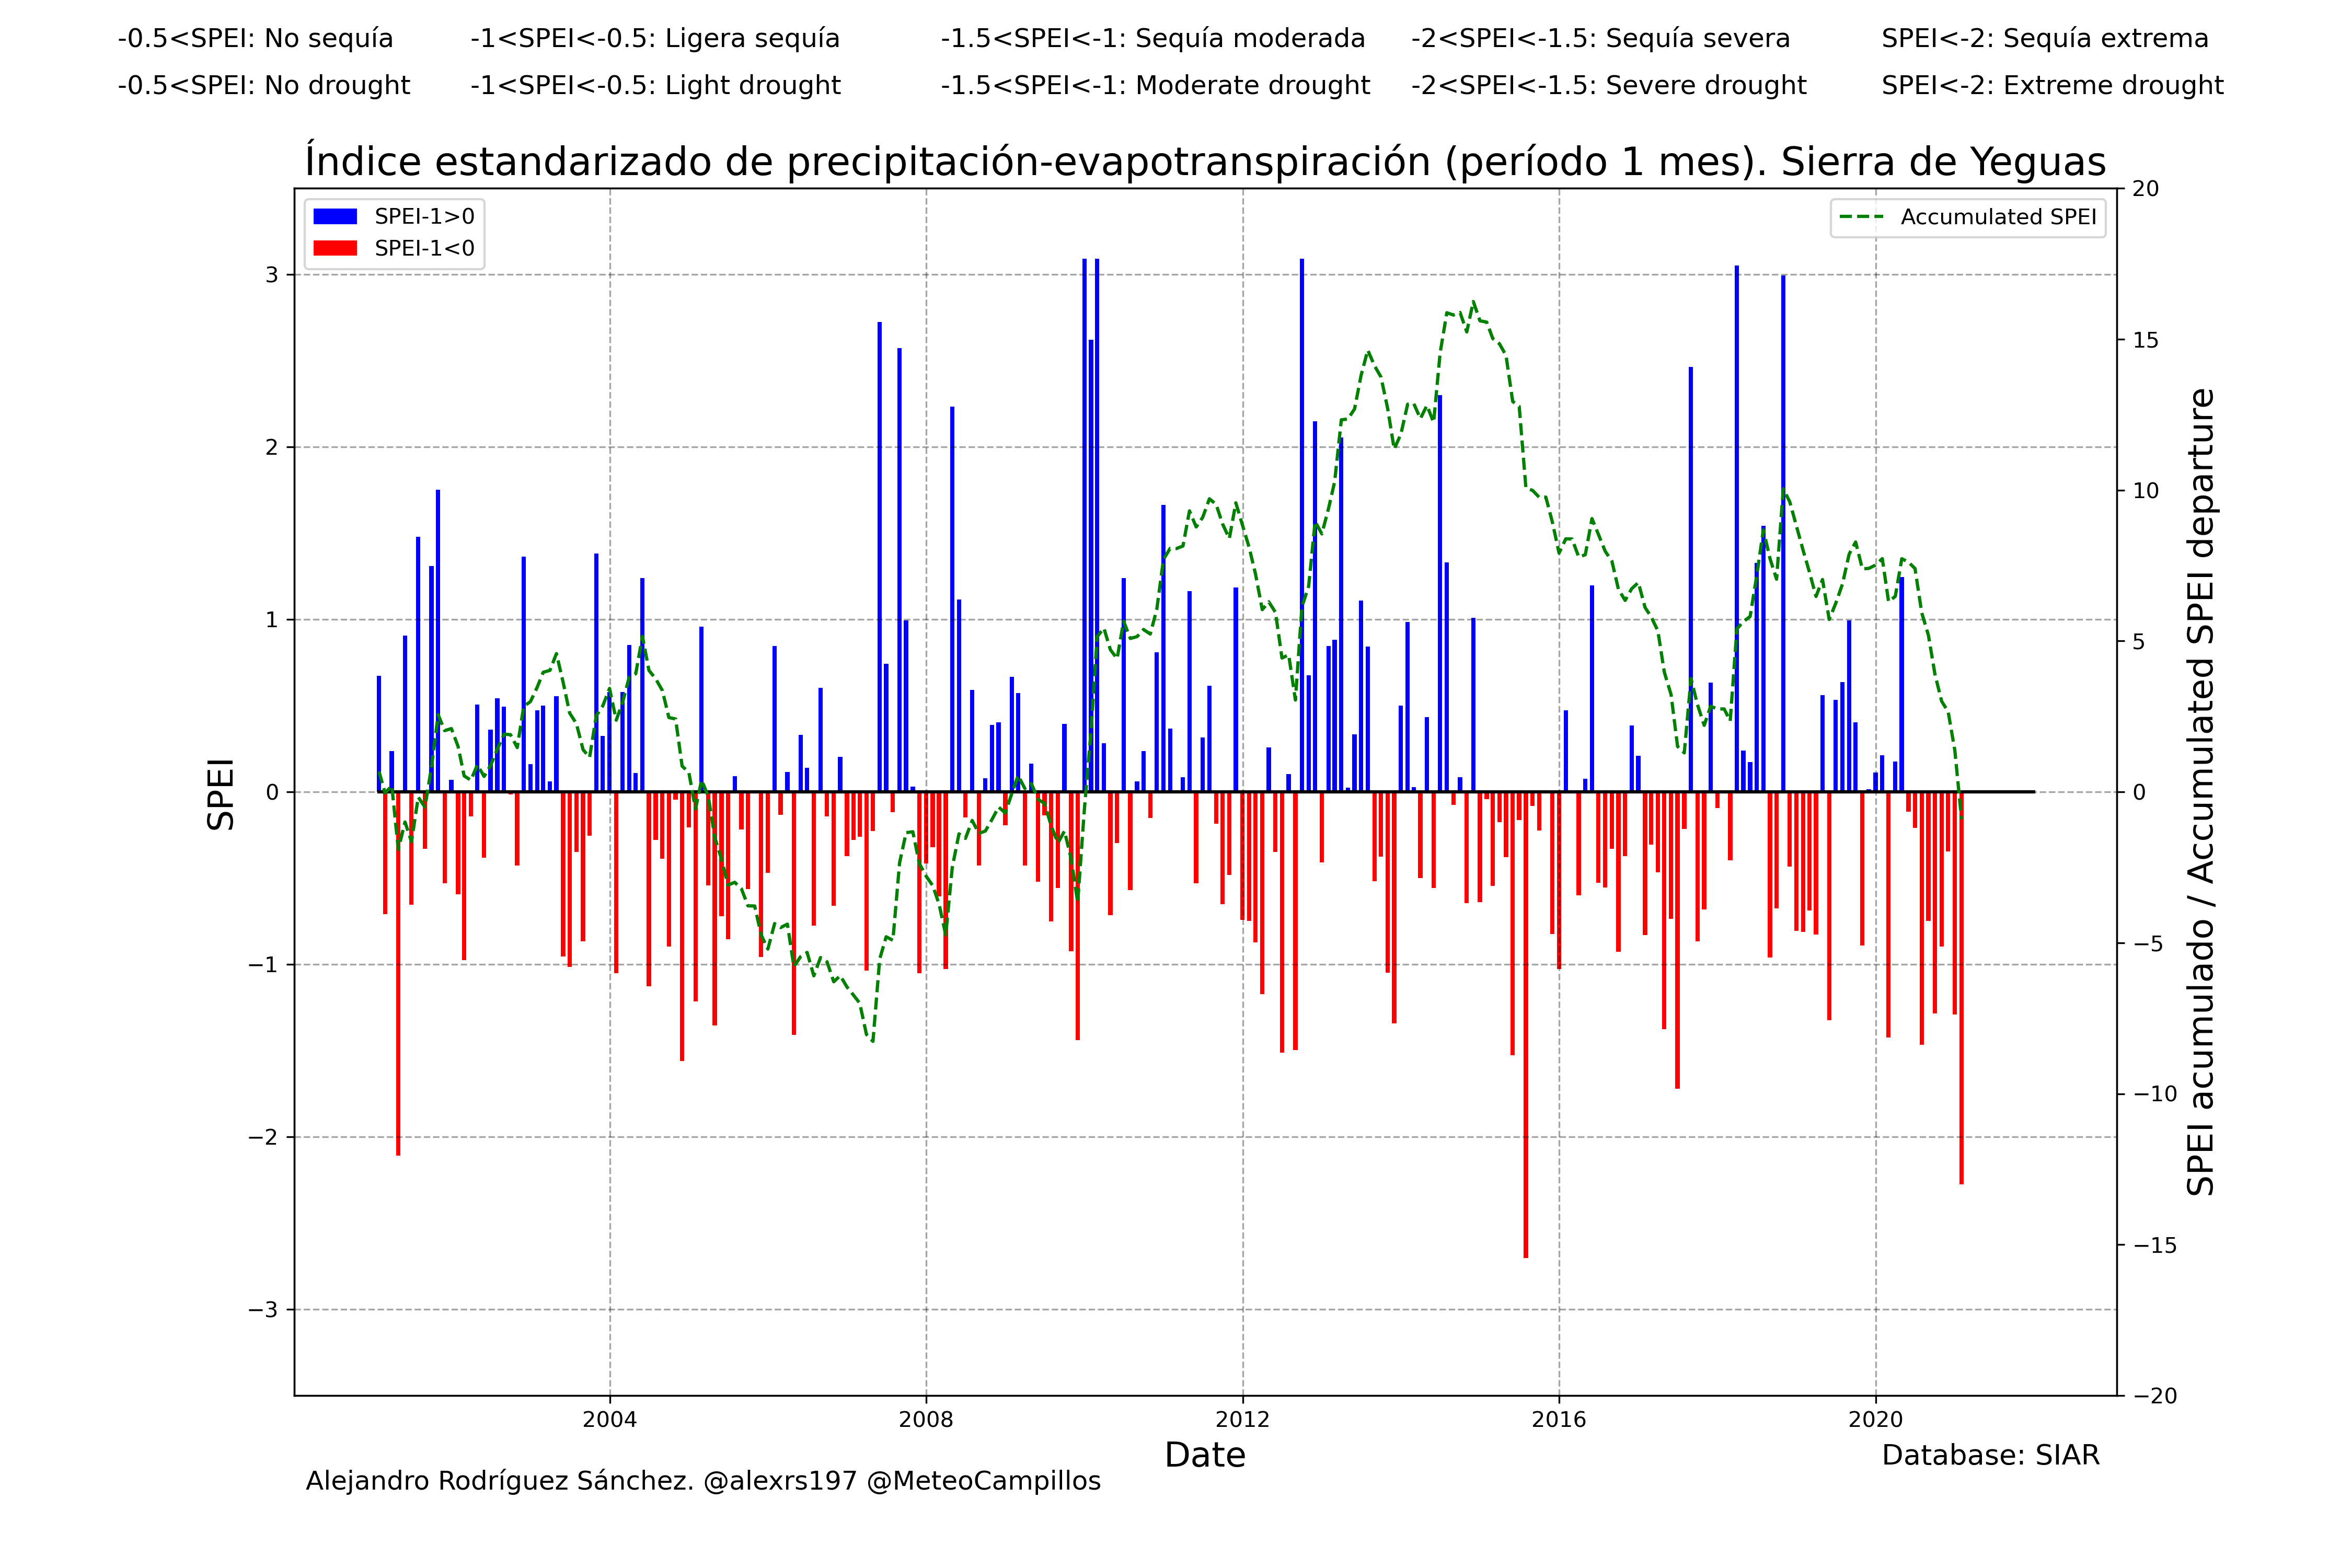 -0.5<SPEI: No sequía -1<SPEI<-0.5: Ligera sequía -1.5<SPEI<-1: Sequía moderada -2<SPEI<-1.5: Sequía severa SPEI<-2: Sequía extrema
-0.5<SPEI: No drought -1<SPEI<-0.5: Light drought -1.5<SPEI<-1: Moderate drought -2<SPEI<-1.5: Severe drought SPEI<-2: Extreme drought
Índice estandarizado de precipitación-evapotranspiración (período 1 mes). Sierra de Yeguas
SPEI-1>0
SPEI-1<0
Accumulated SPEI
SPEI
3
2
1
0
−1
−2
−3
20
15
10
5
0
−5
−10
−15
−20
SPEI acumulado / Accumulated SPEI departure
2004 2008 2012 2016 2020
Date
Database: SIAR
Alejandro Rodríguez Sánchez. @alexrs197 @MeteoCampillos